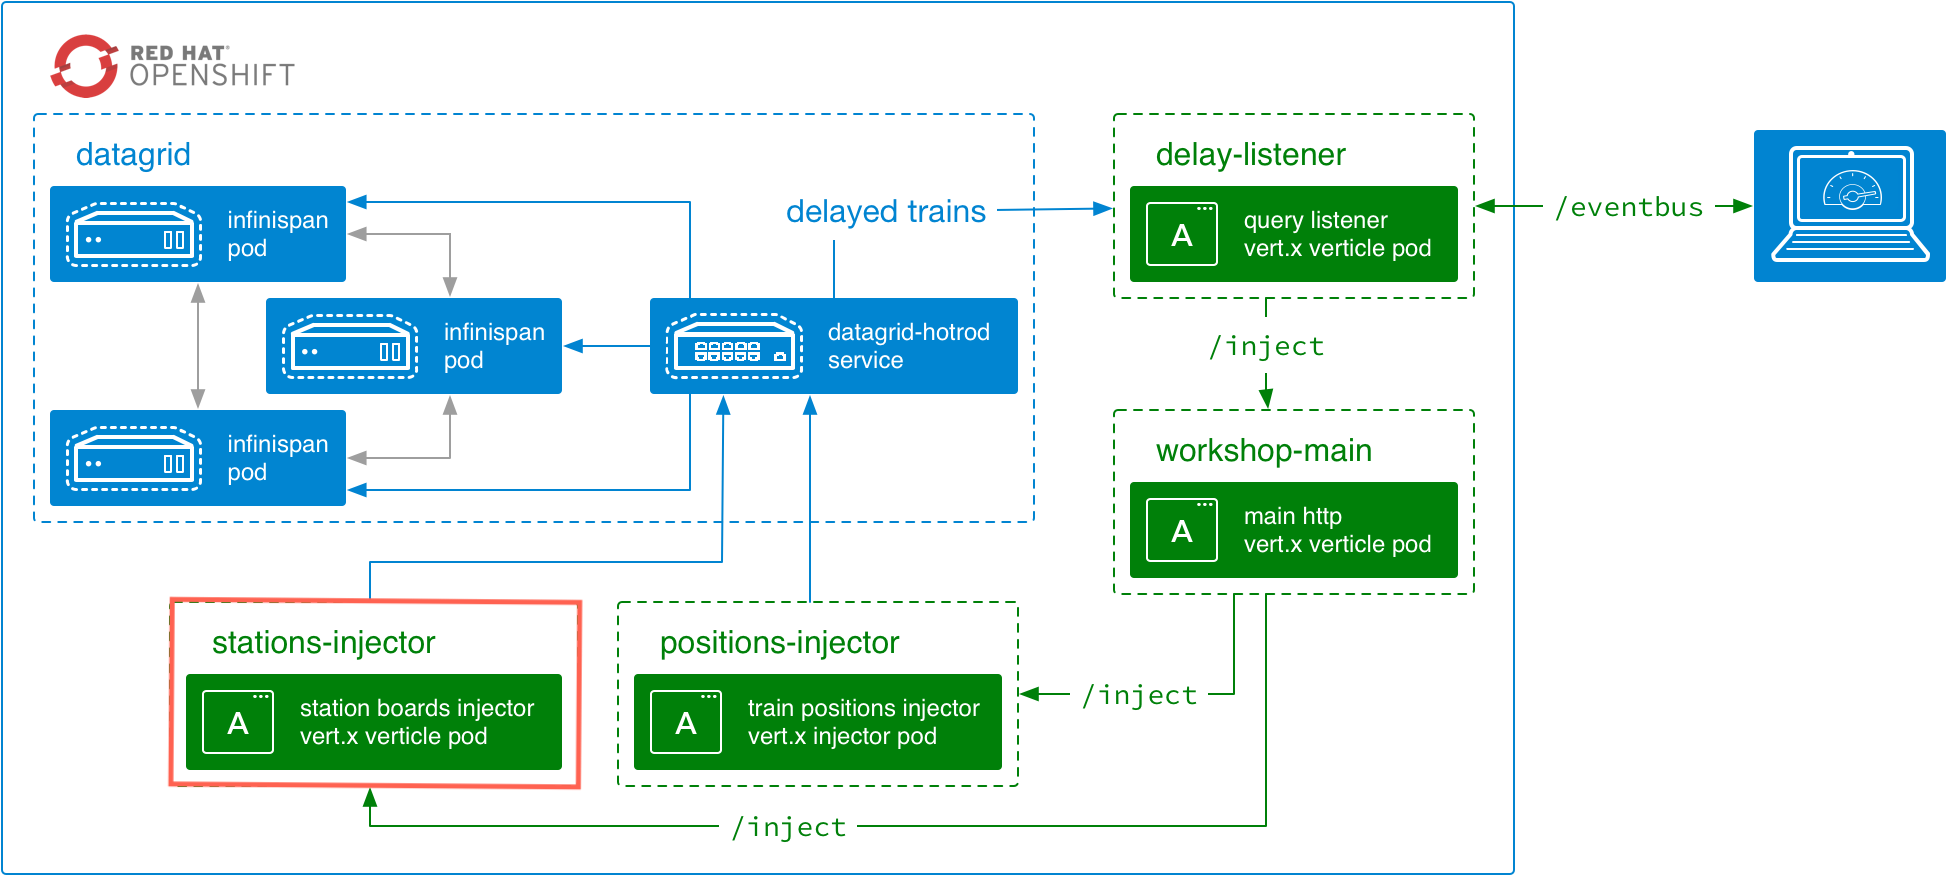 RED HAT®
OPENSHIFT
datagrid
infinispan
pod
delayed trains
infinispan
pod
datagrid-hotrod
service
infinispan
pod
delay-listener
A
query listener
vert.x verticle pod
/eventbus
/inject
workshop-main
A
main http
vert.x verticle pod
stations-injector
A
station boards injector
vert.x verticle pod
positions-injector
A
train positions injector
vert.x injector pod
/inject
/inject